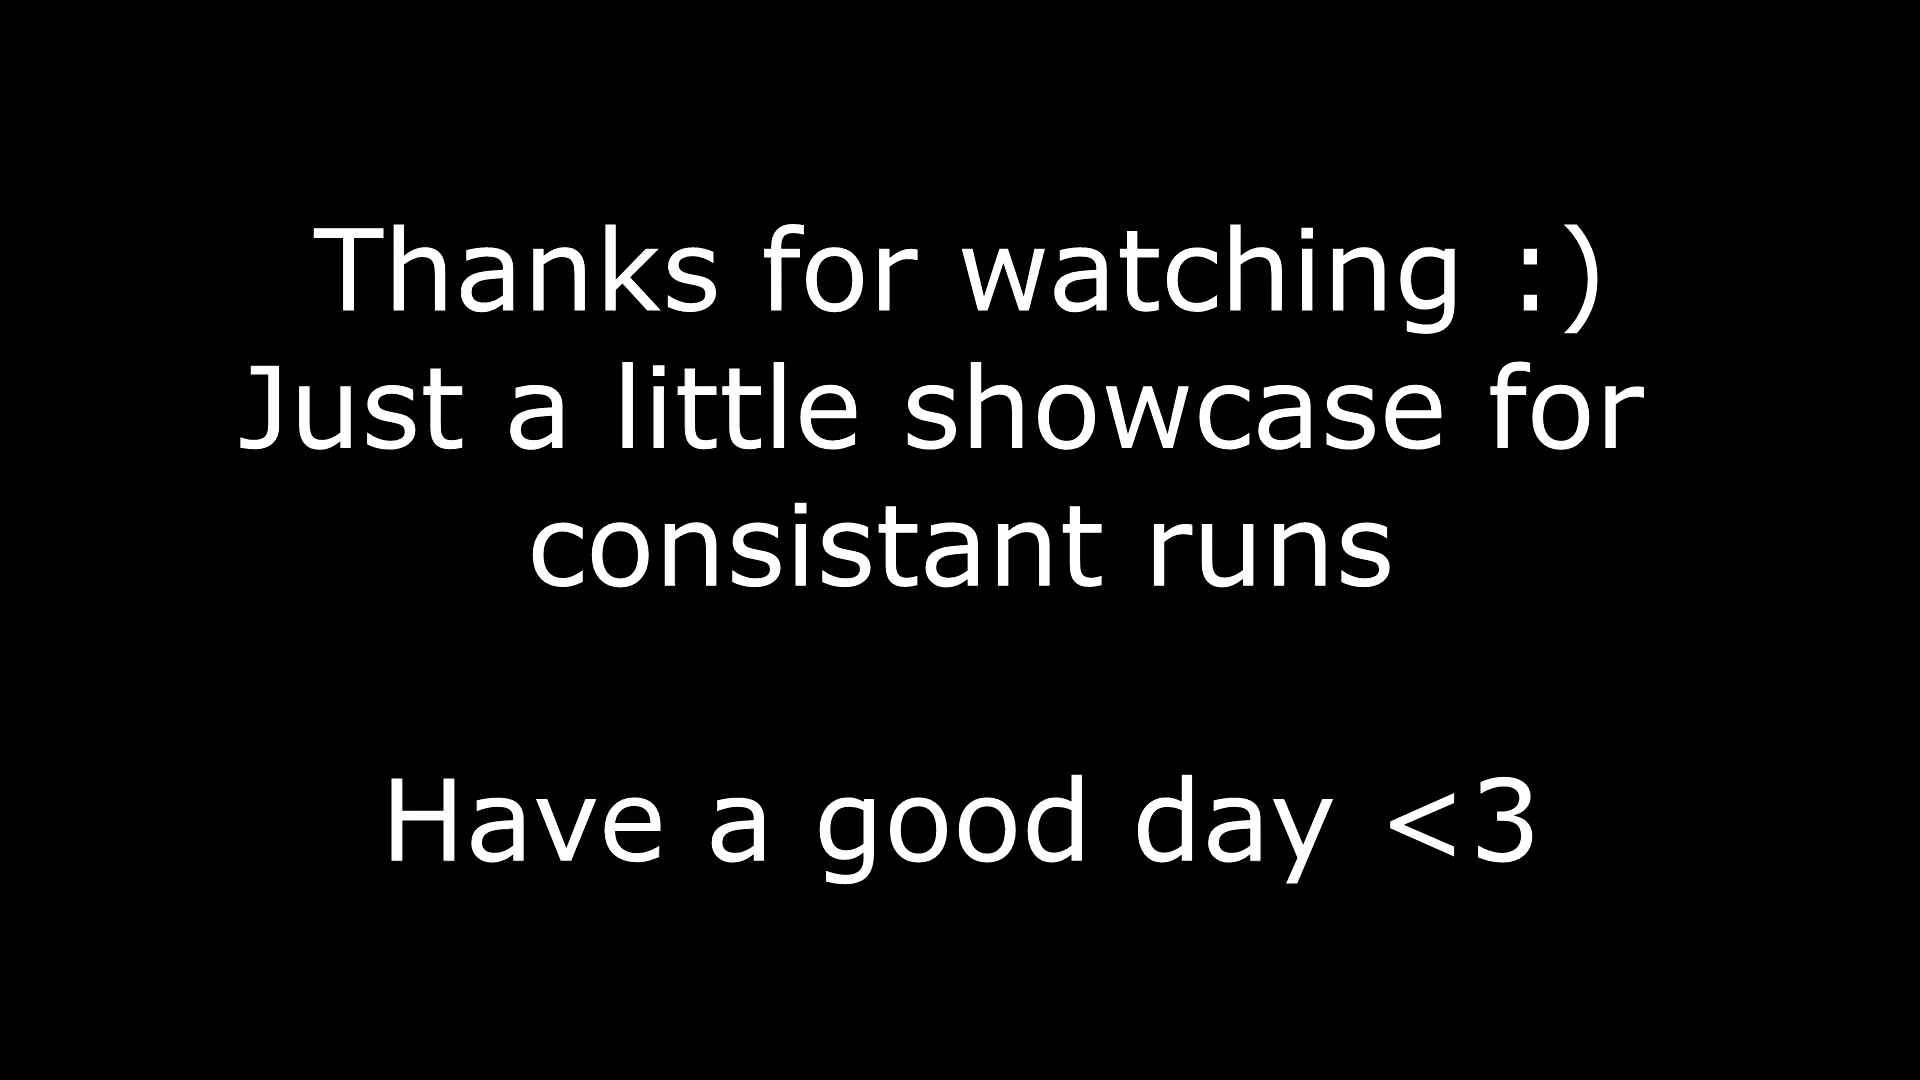 Thanks for watching :)
Just a little showcase for
consistant runs
Have a good day <3